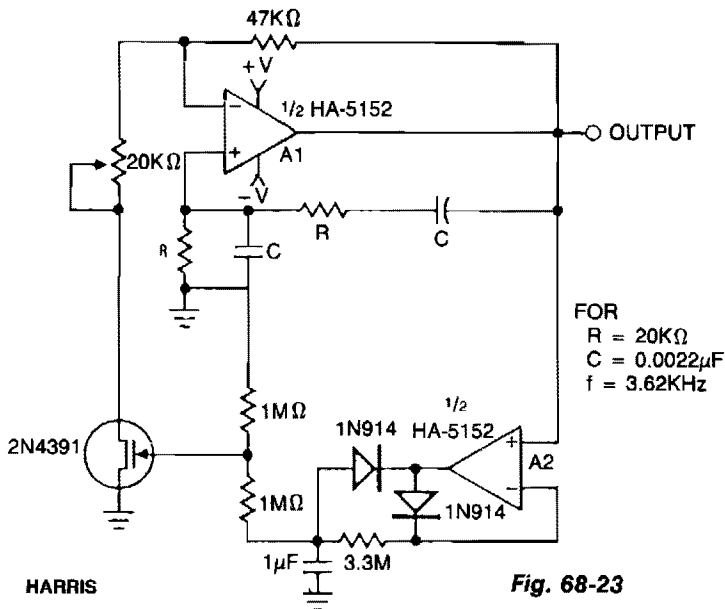 47KΩ
+V
1/2 HA-5152
−
+
A1
OUTPUT
20KΩ
− V
R
C
R
C
FOR
R = 20KΩ
C = 0.0022μF
f = 3.62KHz
1MΩ
1/2
HA-5152
1N914
+
A2
−
2N4391
1MΩ
1N914
1μF
3.3M
HARRIS
Fig. 68-23